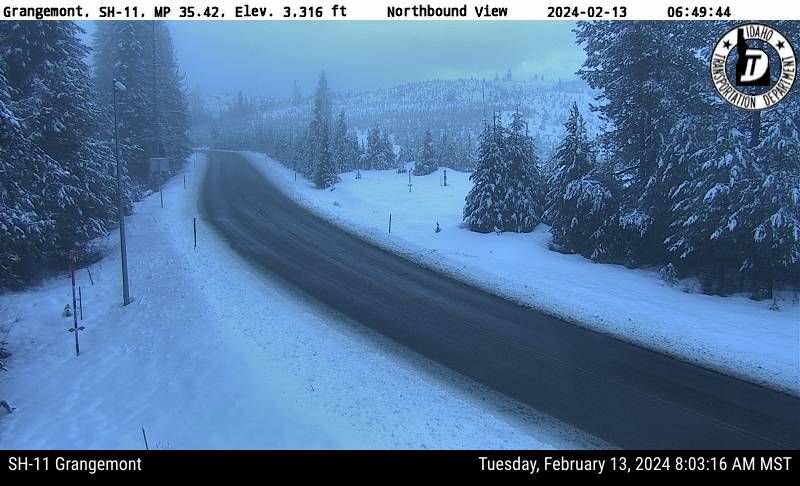 Grangemont, SH-11, MP 35.42, Elev. 3,316 ft Northbound View 2024-02-13 06:49:44
IDAHO
TRANSPORTATION DEPARTMENT
SH-11 Grangemont Tuesday, February 13, 2024 8:03:16 AM MST